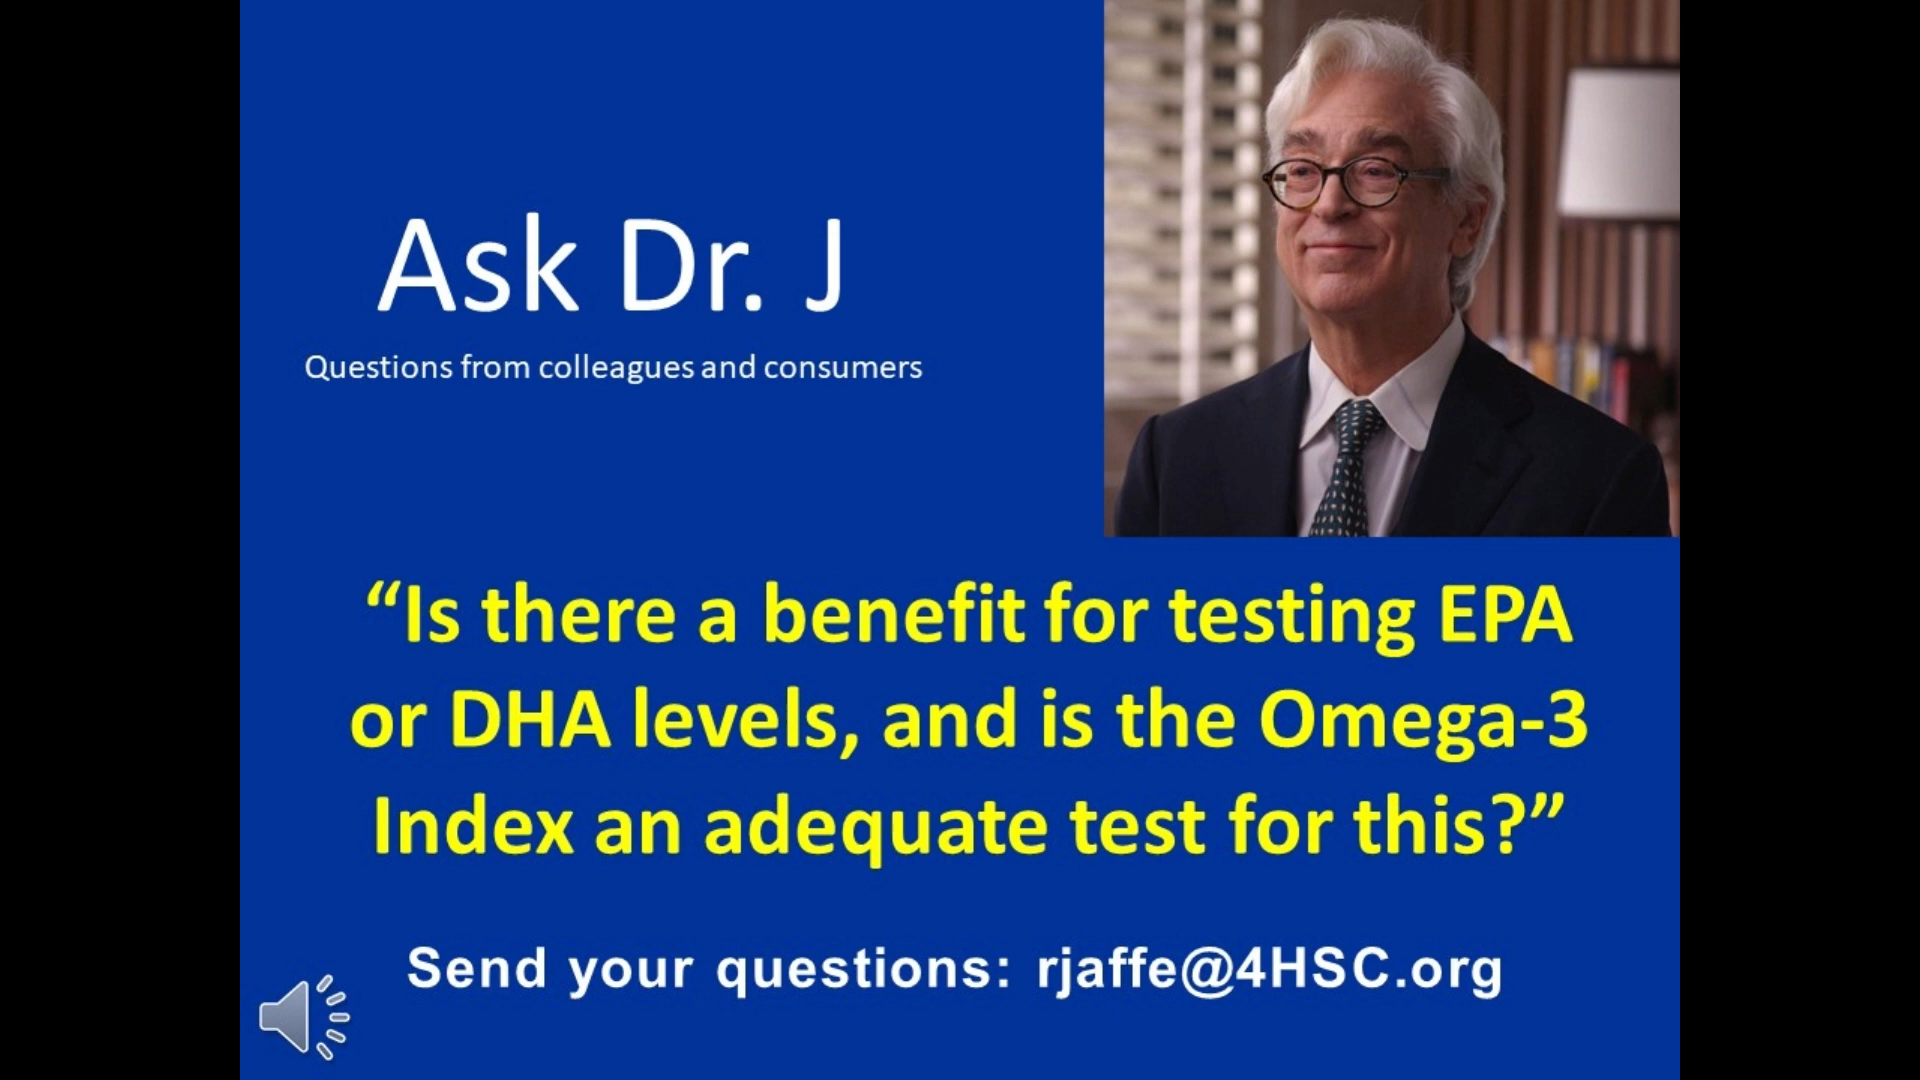 Ask Dr. J
Questions from colleagues and consumers
“Is there a benefit for testing EPA
or DHA levels, and is the Omega-3
Index an adequate test for this?”
Send your questions: rjaffe@4HSC.org